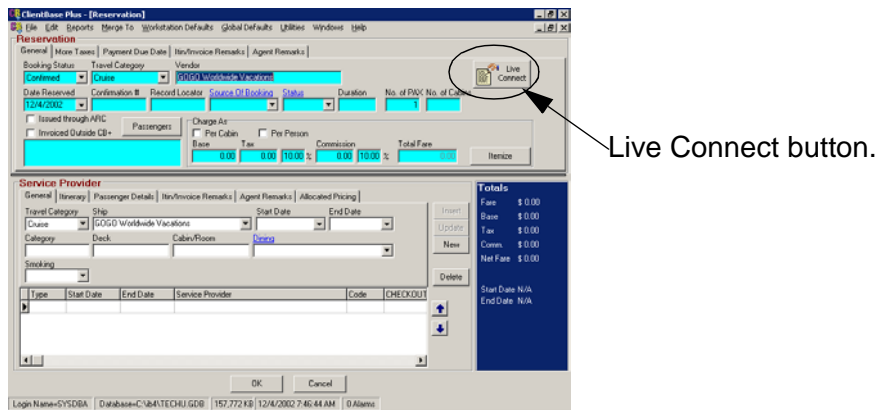 ClientBase Plus - [Reservation]
File Edit Reports Merge To Workstation Defaults Global Defaults Utilities Windows Help
Reservation
General More Taxes Payment Due Date Itin/Invoice Remarks Agent Remarks
Booking Status Travel Category Vendor
Confirmed Cruise GOGO Worldwide Vacations
Live Connect
Date Reserved Confirmation # Record Locator Source Of Booking Status Duration No. of PAX No. of Cabins
12/4/2002 1
Issued through ARC
Invoiced Outside CB+
Passengers
Charge As
Per Cabin Per Person
Base Tax Commission Total Fare
0.00 0.00 10.00 % 0.00 10.00 % 0.00
Itemize
Live Connect button.
Service Provider
General Itinerary Passenger Details Itin/Invoice Remarks Agent Remarks Allocated Pricing
Travel Category Ship Start Date End Date
Cruise GOGO Worldwide Vacations
Category Deck Cabin/Room Dining
Smoking
Insert
Update
New
Delete
Type Start Date End Date Service Provider Code CHECKOUT
Totals
Fare $ 0.00
Base $ 0.00
Tax $ 0.00
Comm. $ 0.00
Net Fare $ 0.00
Start Date N/A
End Date N/A
OK Cancel
Login Name=SYSDBA Database=C:\ib4\TECHU.GDB 157,772 KB 12/4/2002 7:46:44 AM 0 Alarms